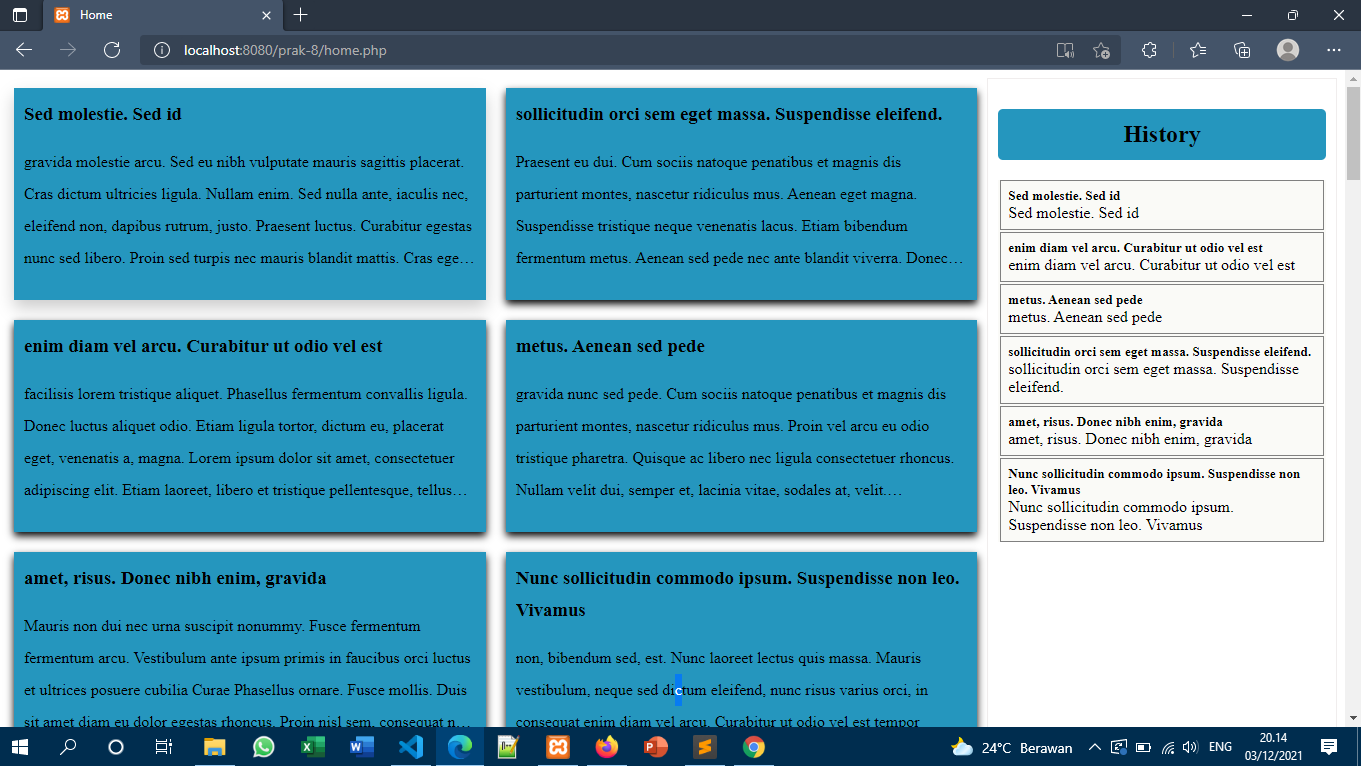 Home
localhost:8080/prak-8/home.php
Sed molestie. Sed id
gravida molestie arcu. Sed eu nibh vulputate mauris sagittis placerat.
Cras dictum ultricies ligula. Nullam enim. Sed nulla ante, iaculis nec,
eleifend non, dapibus rutrum, justo. Praesent luctus. Curabitur egestas
nunc sed libero. Proin sed turpis nec mauris blandit mattis. Cras ege…
sollicitudin orci sem eget massa. Suspendisse eleifend.
Praesent eu dui. Cum sociis natoque penatibus et magnis dis
parturient montes, nascetur ridiculus mus. Aenean eget magna.
Suspendisse tristique neque venenatis lacus. Etiam bibendum
fermentum metus. Aenean sed pede nec ante blandit viverra. Donec…
enim diam vel arcu. Curabitur ut odio vel est
facilisis lorem tristique aliquet. Phasellus fermentum convallis ligula.
Donec luctus aliquet odio. Etiam ligula tortor, dictum eu, placerat
eget, venenatis a, magna. Lorem ipsum dolor sit amet, consectetuer
adipiscing elit. Etiam laoreet, libero et tristique pellentesque, tellus…
metus. Aenean sed pede
gravida nunc sed pede. Cum sociis natoque penatibus et magnis dis
parturient montes, nascetur ridiculus mus. Proin vel arcu eu odio
tristique pharetra. Quisque ac libero nec ligula consectetuer rhoncus.
Nullam velit dui, semper et, lacinia vitae, sodales at, velit.…
amet, risus. Donec nibh enim, gravida
Mauris non dui nec urna suscipit nonummy. Fusce fermentum
fermentum arcu. Vestibulum ante ipsum primis in faucibus orci luctus
et ultrices posuere cubilia Curae Phasellus ornare. Fusce mollis. Duis
sit amet diam eu dolor egestas rhoncus. Proin nisl sem, consequat n…
Nunc sollicitudin commodo ipsum. Suspendisse non leo.
Vivamus
non, bibendum sed, est. Nunc laoreet lectus quis massa. Mauris
vestibulum, neque sed dictum eleifend, nunc risus varius orci, in
consequat enim diam vel arcu. Curabitur ut odio vel est tempor
History
Sed molestie. Sed id
Sed molestie. Sed id
enim diam vel arcu. Curabitur ut odio vel est
enim diam vel arcu. Curabitur ut odio vel est
metus. Aenean sed pede
metus. Aenean sed pede
sollicitudin orci sem eget massa. Suspendisse eleifend.
sollicitudin orci sem eget massa. Suspendisse
eleifend.
amet, risus. Donec nibh enim, gravida
amet, risus. Donec nibh enim, gravida
Nunc sollicitudin commodo ipsum. Suspendisse non
leo. Vivamus
Nunc sollicitudin commodo ipsum.
Suspendisse non leo. Vivamus
24°C Berawan
ENG
20.14
03/12/2021